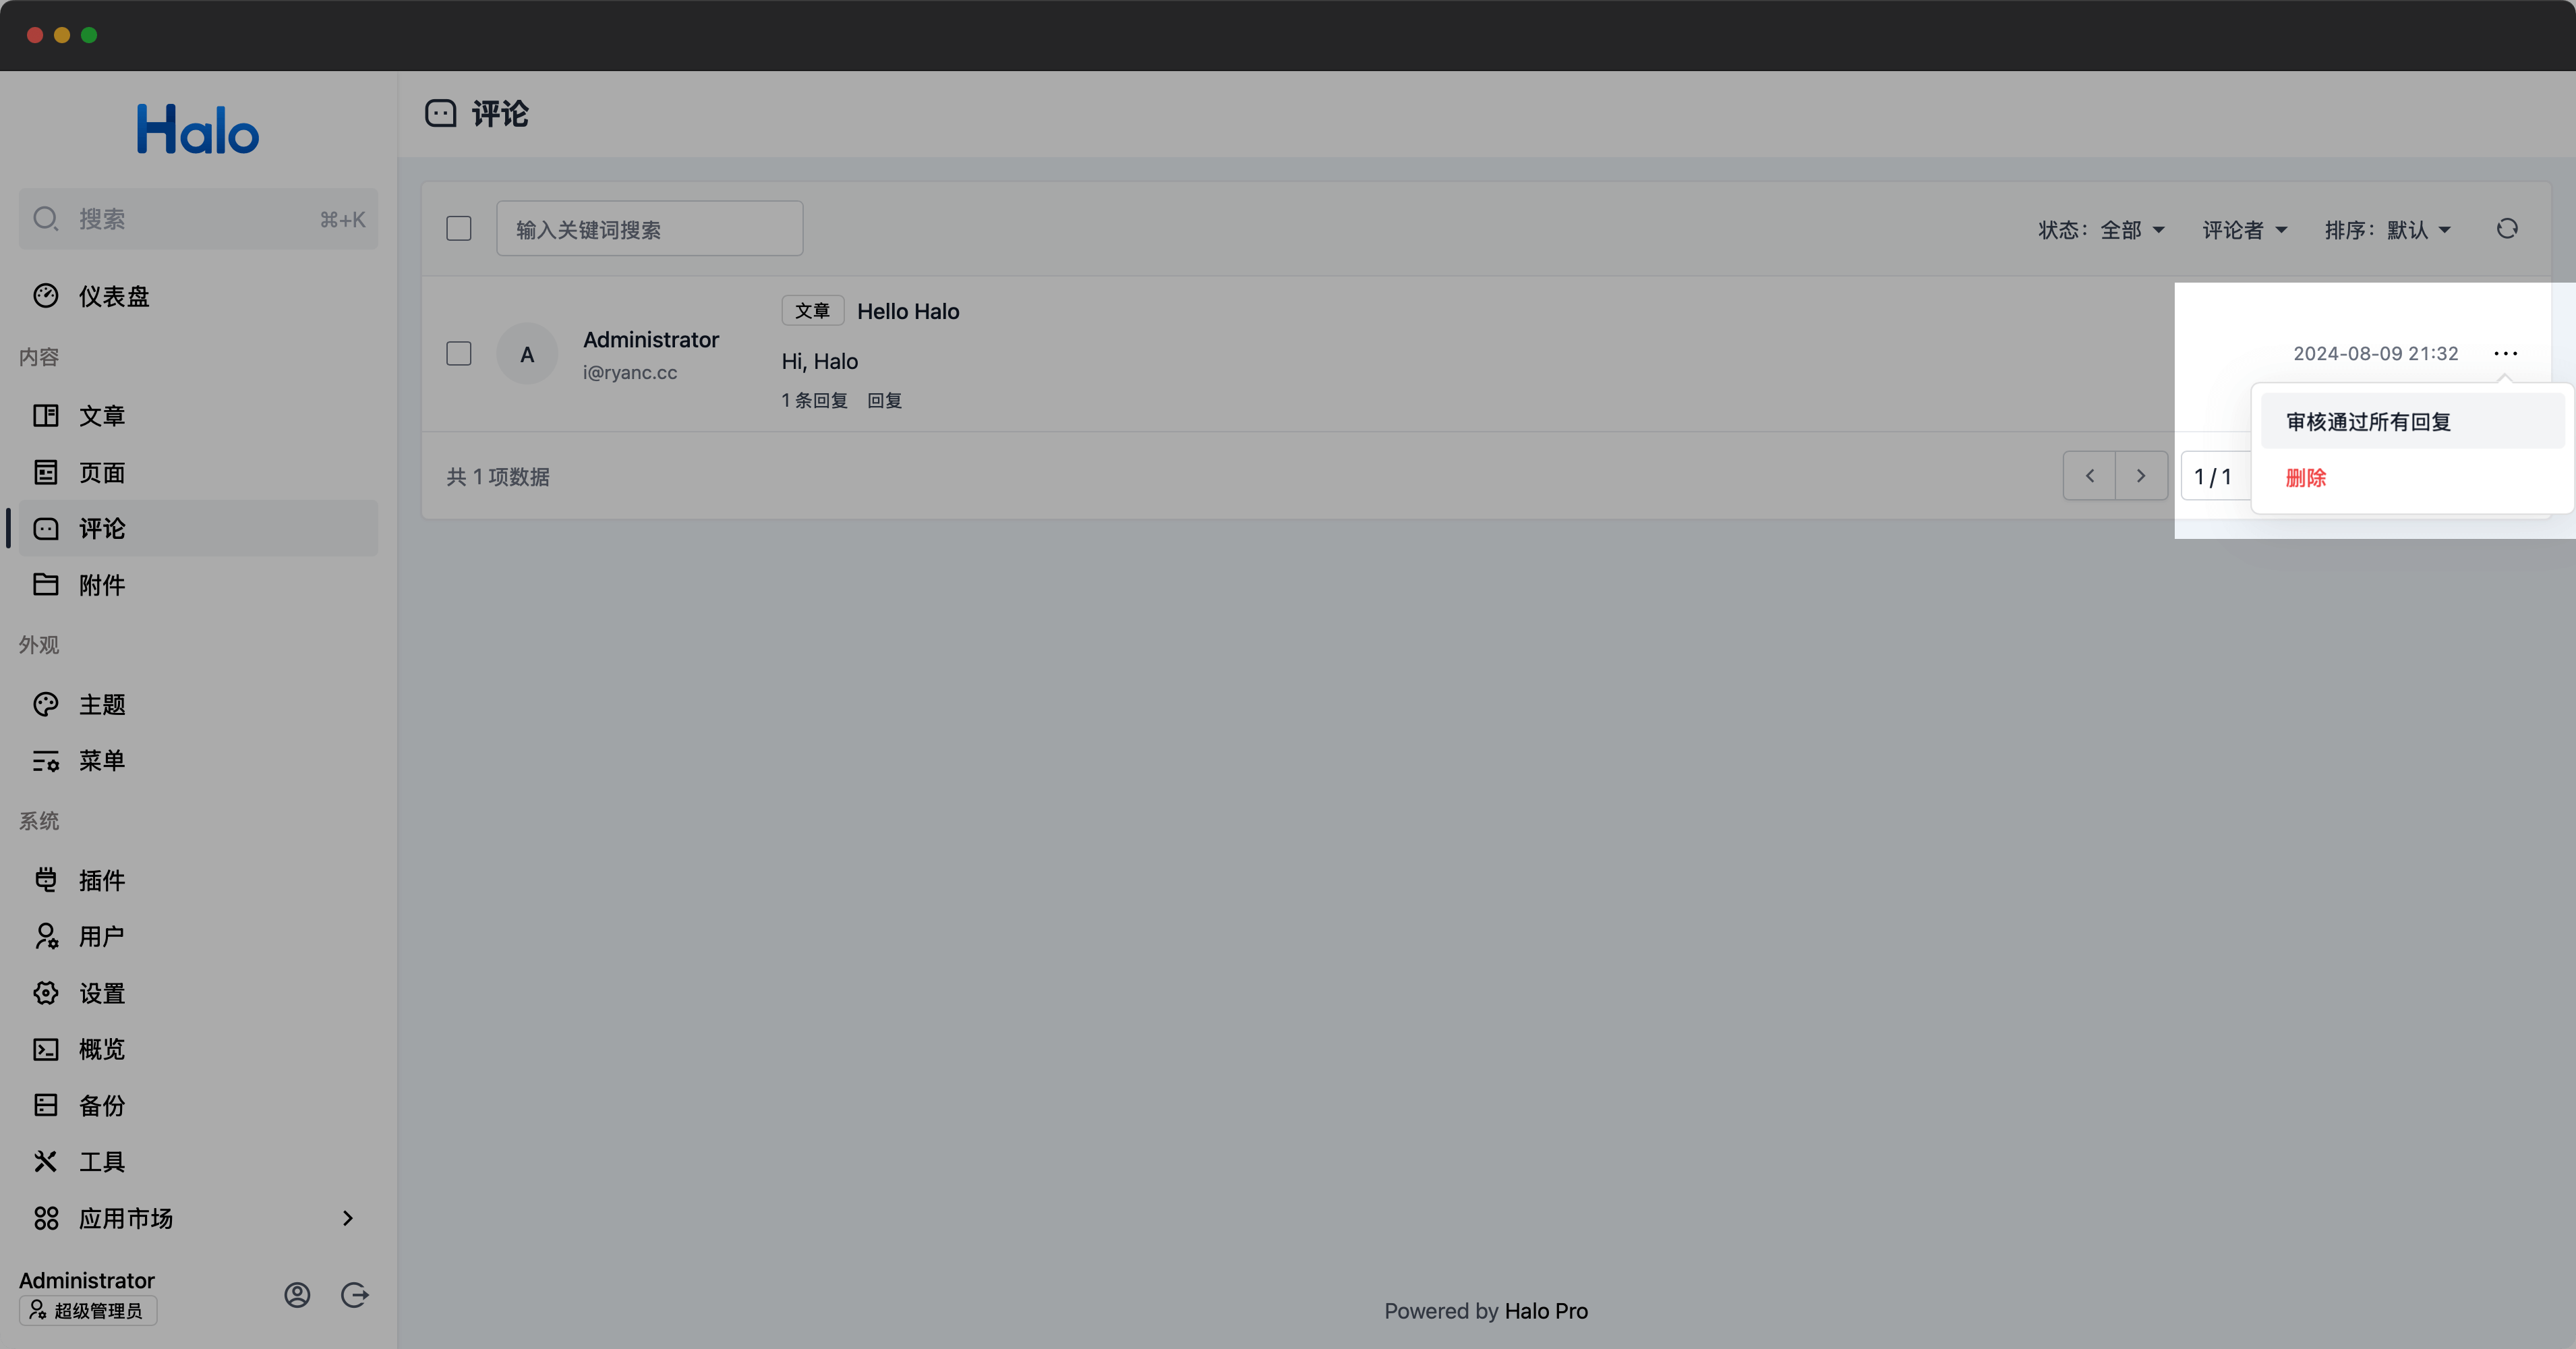 Halo
搜索 ⌘+K
仪表盘
内容
文章
页面
评论
附件
外观
主题
菜单
系统
插件
用户
设置
概览
备份
工具
应用市场
Administrator
超级管理员
评论
输入关键词搜索
状态：全部 评论者 排序：默认
A
Administrator
i@ryanc.cc
文章 Hello Halo
Hi, Halo
1 条回复 回复
2024-08-09 21:32
审核通过所有回复
删除
共 1 项数据
1 / 1
Powered by Halo Pro